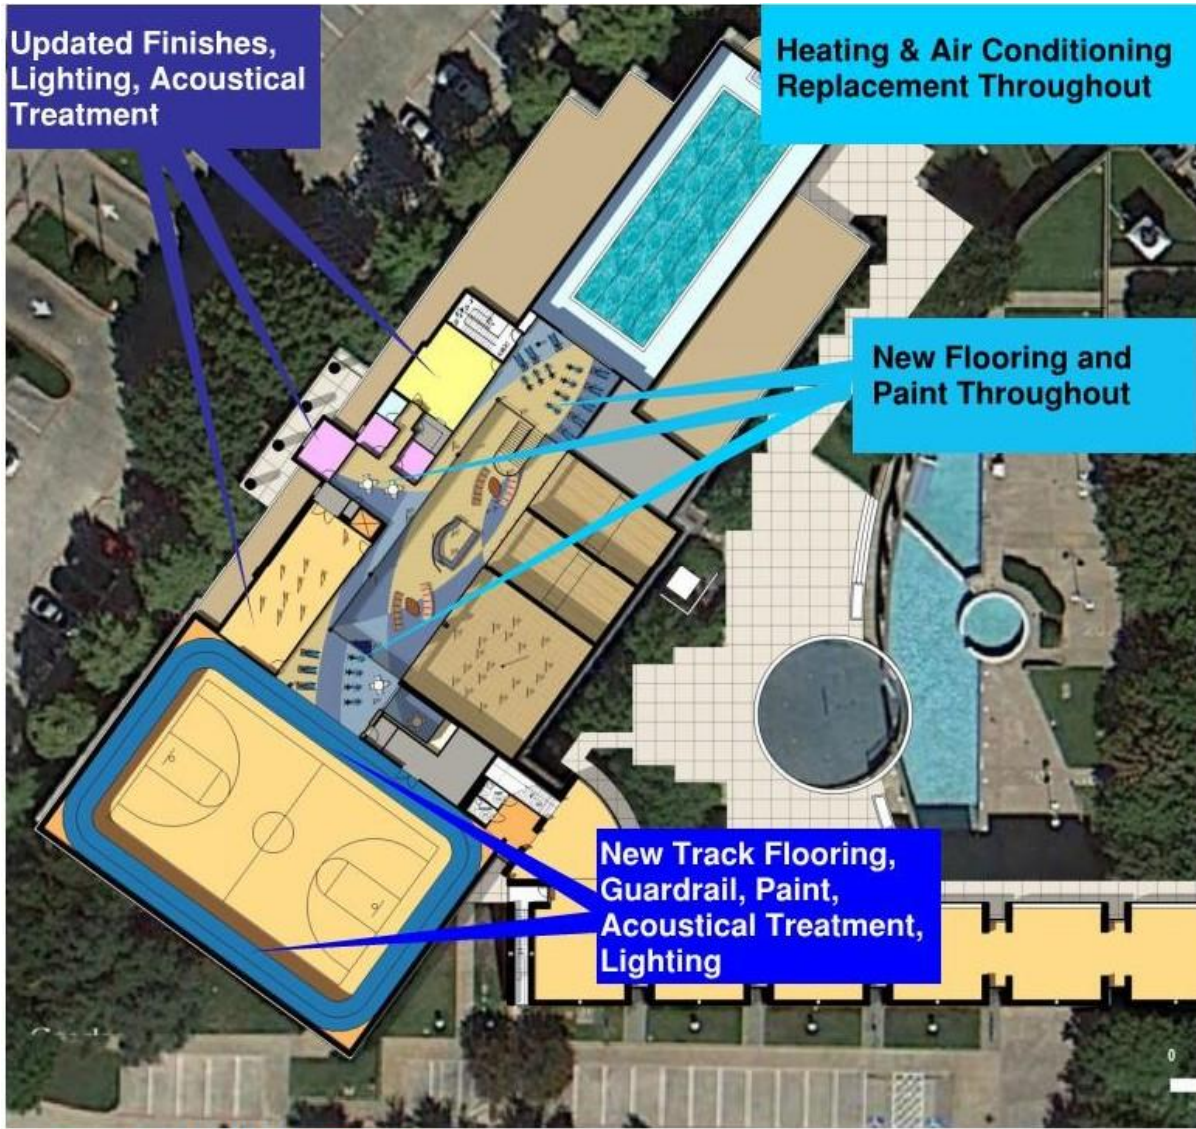 Updated Finishes,
Lighting, Acoustical
Treatment
Heating & Air Conditioning
Replacement Throughout
New Flooring and
Paint Throughout
New Track Flooring,
Guardrail, Paint,
Acoustical Treatment,
Lighting
0